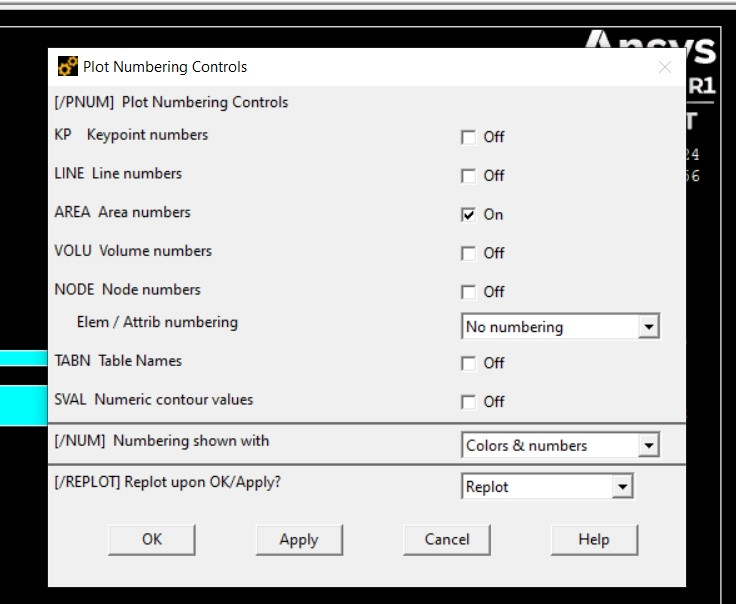 Ansys
Plot Numbering Controls
R1
[/PNUM] Plot Numbering Controls
KP Keypoint numbers Off
LINE Line numbers Off
AREA Area numbers On
VOLU Volume numbers Off
NODE Node numbers Off
Elem / Attrib numbering No numbering
TABN Table Names Off
SVAL Numeric contour values Off
[/NUM] Numbering shown with Colors & numbers
[/REPLOT] Replot upon OK/Apply? Replot
OK Apply Cancel Help